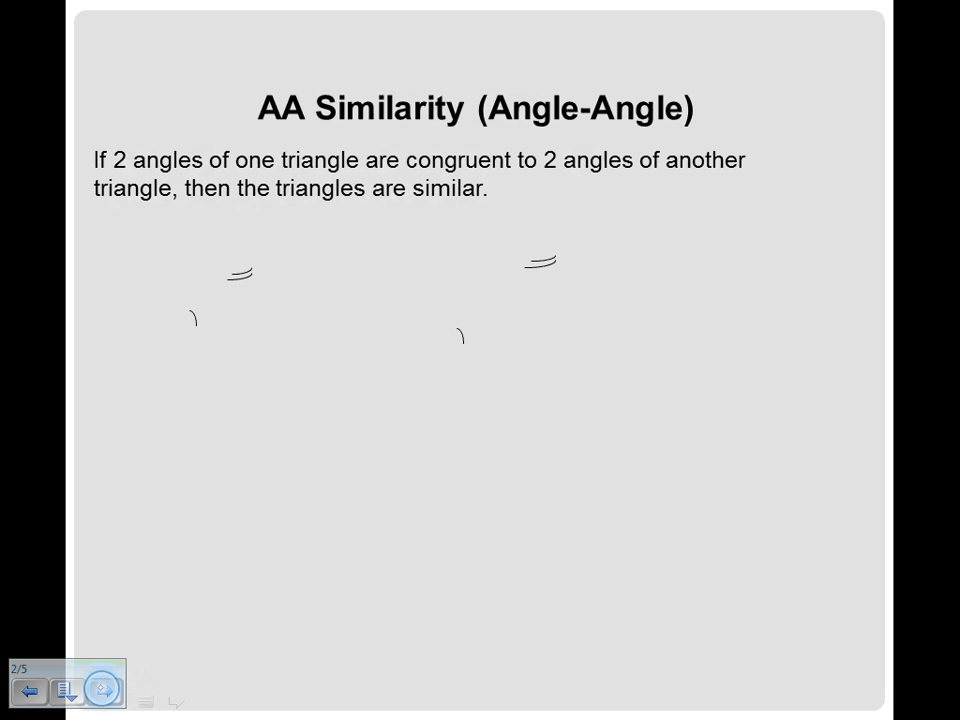 AA Similarity (Angle-Angle)
If 2 angles of one triangle are congruent to 2 angles of another
triangle, then the triangles are similar.
2/5